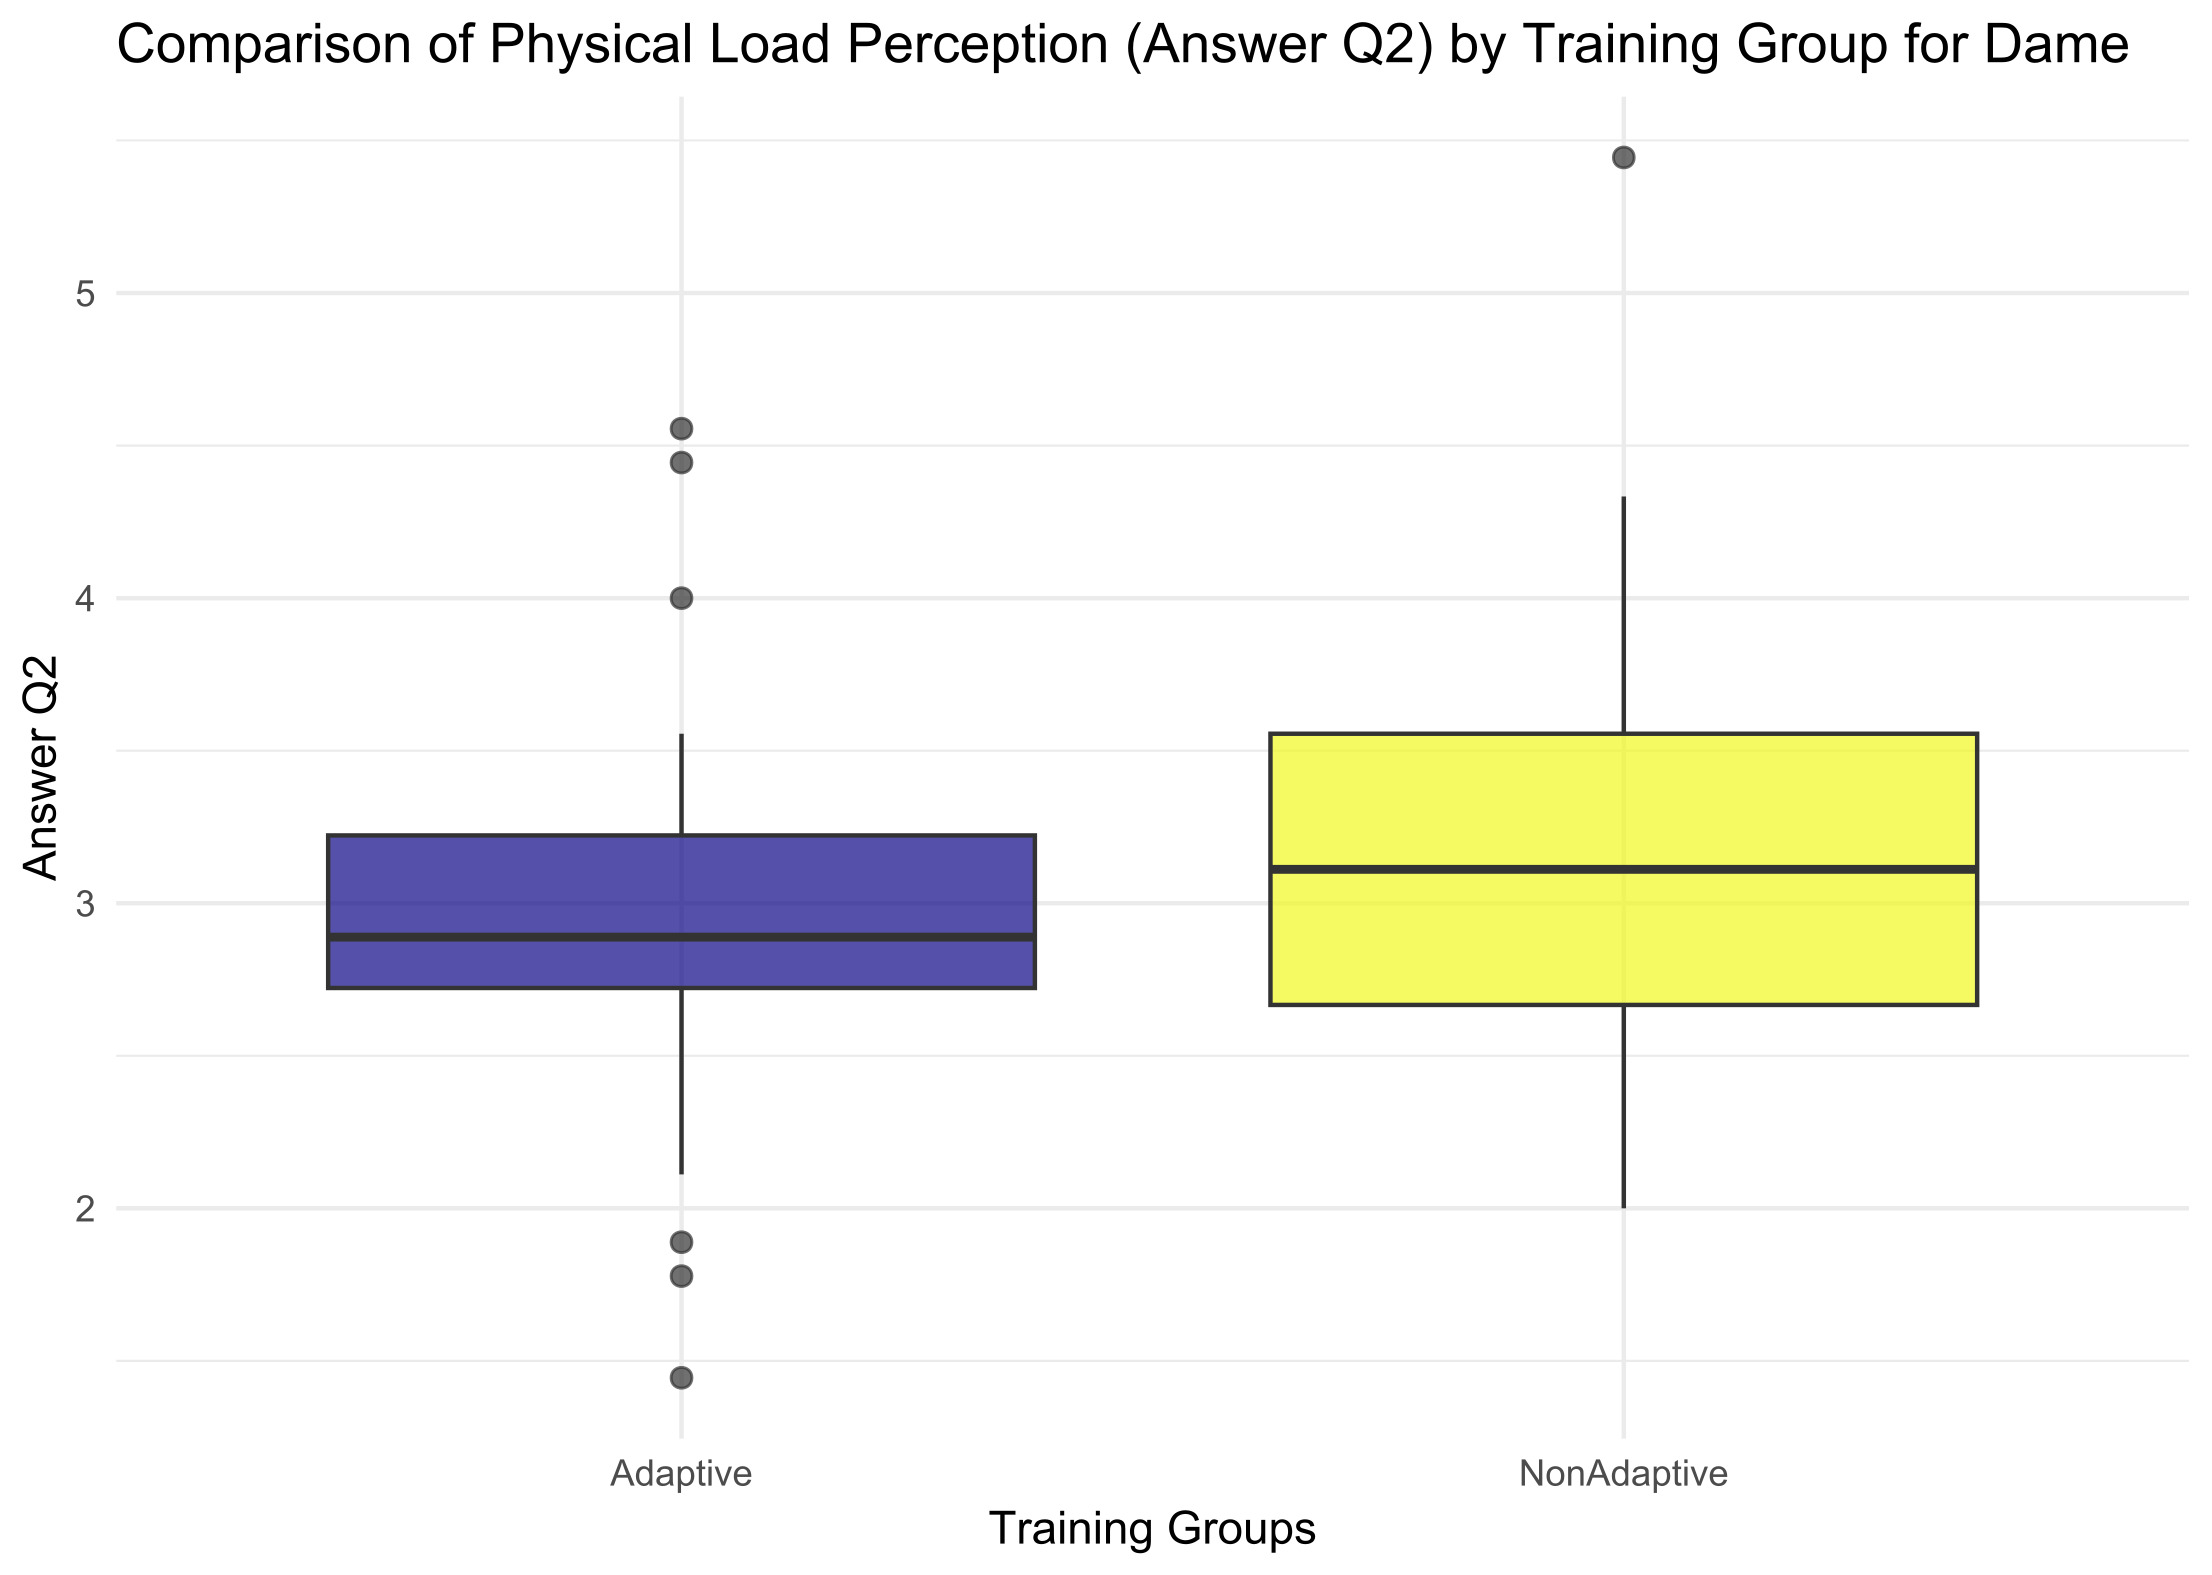 Comparison of Physical Load Perception (Answer Q2) by Training Group for Dame
5
4
3
2
Answer Q2
Adaptive
NonAdaptive
Training Groups